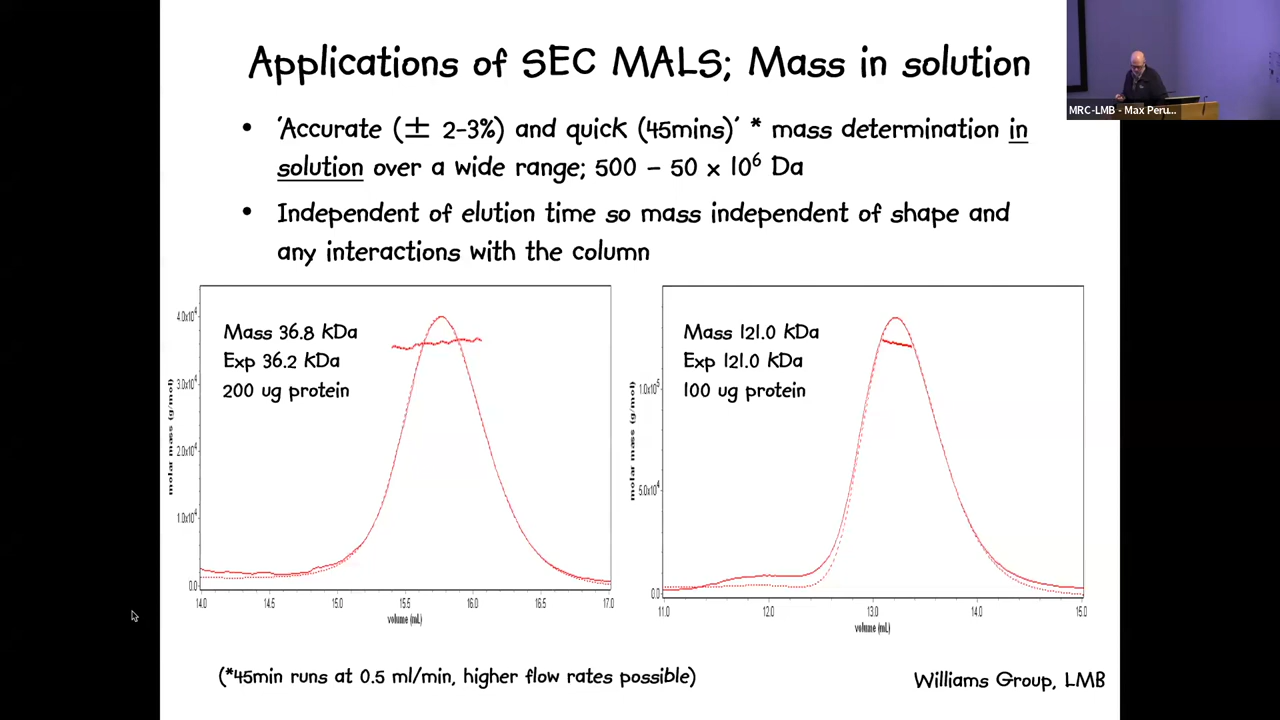 Applications of SEC MALS; Mass in solution
MRC-LMB - Max Peru...
• 'Accurate (± 2-3%) and quick (45mins)' * mass determination in
solution over a wide range; 500 – 50 x 10⁶ Da
• Independent of elution time so mass independent of shape and
any interactions with the column
Mass 36.8 KDa
Exp 36.2 KDa
200 ug protein
molar mass (g/mol)
4.0x10⁴
3.0x10⁴
2.0x10⁴
1.0x10⁴
0.0
14.0 14.5 15.0 15.5 16.0 16.5 17.0
volume (mL)
Mass 121.0 KDa
Exp 121.0 KDa
100 ug protein
molar mass (g/mol)
1.0x10⁵
5.0x10⁴
0.0
11.0 12.0 13.0 14.0 15.0
volume (mL)
(*45min runs at 0.5 ml/min, higher flow rates possible)
Williams Group, LMB